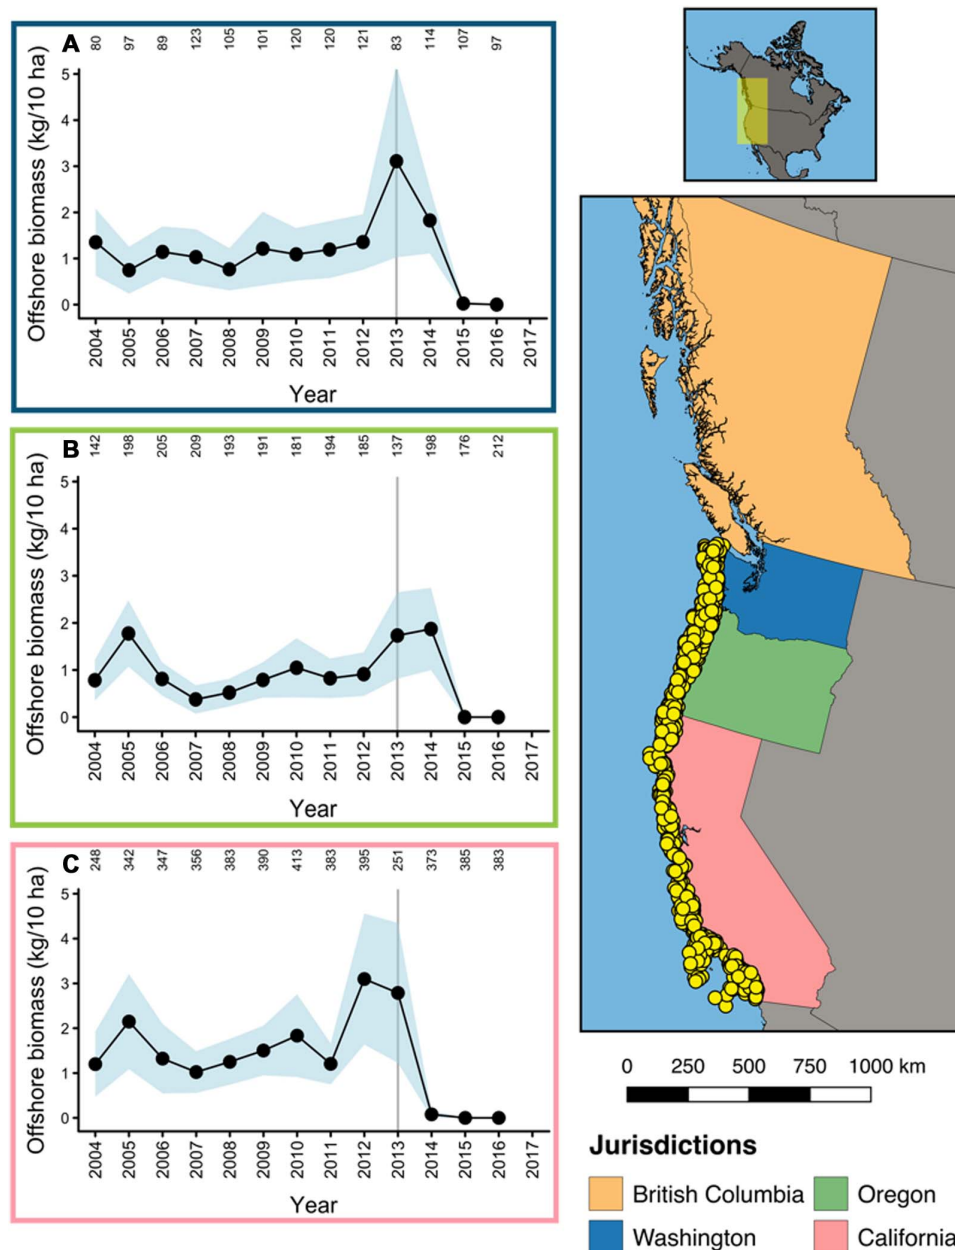 A
80 97 89 123 105 101 120 120 121 83 114 107 97
Offshore biomass (kg/10 ha)
5
4
3
2
1
0
2004 2005 2006 2007 2008 2009 2010 2011 2012 2013 2014 2015 2016 2017
Year
B
142 198 205 209 193 191 181 194 185 137 198 176 212
Offshore biomass (kg/10 ha)
5
4
3
2
1
0
2004 2005 2006 2007 2008 2009 2010 2011 2012 2013 2014 2015 2016 2017
Year
C
248 342 347 356 383 390 413 383 395 251 373 385 383
Offshore biomass (kg/10 ha)
5
4
3
2
1
0
2004 2005 2006 2007 2008 2009 2010 2011 2012 2013 2014 2015 2016 2017
Year
0 250 500 750 1000 km
Jurisdictions
British Columbia
Oregon
Washington
California